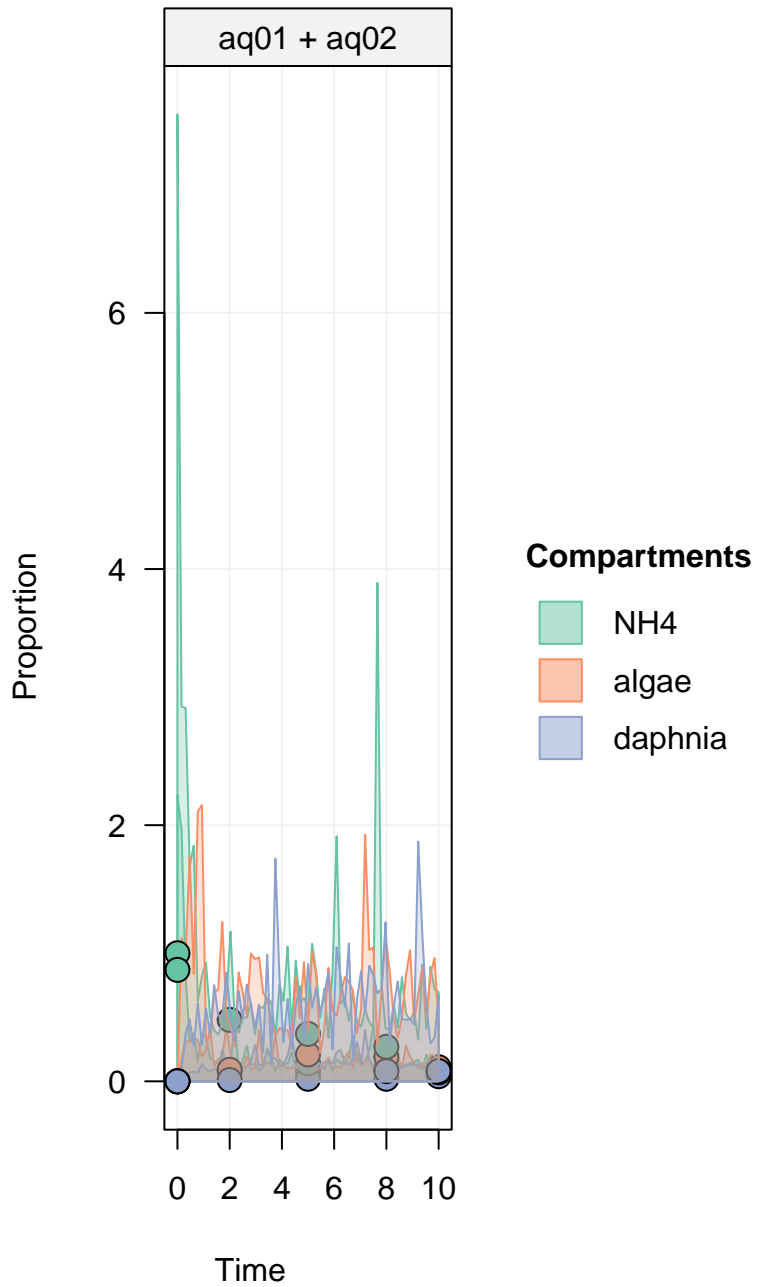 aq01 + aq02
6
4
2
0
Proportion
0 2 4 6 8 10
Time
Compartments
NH4
algae
daphnia